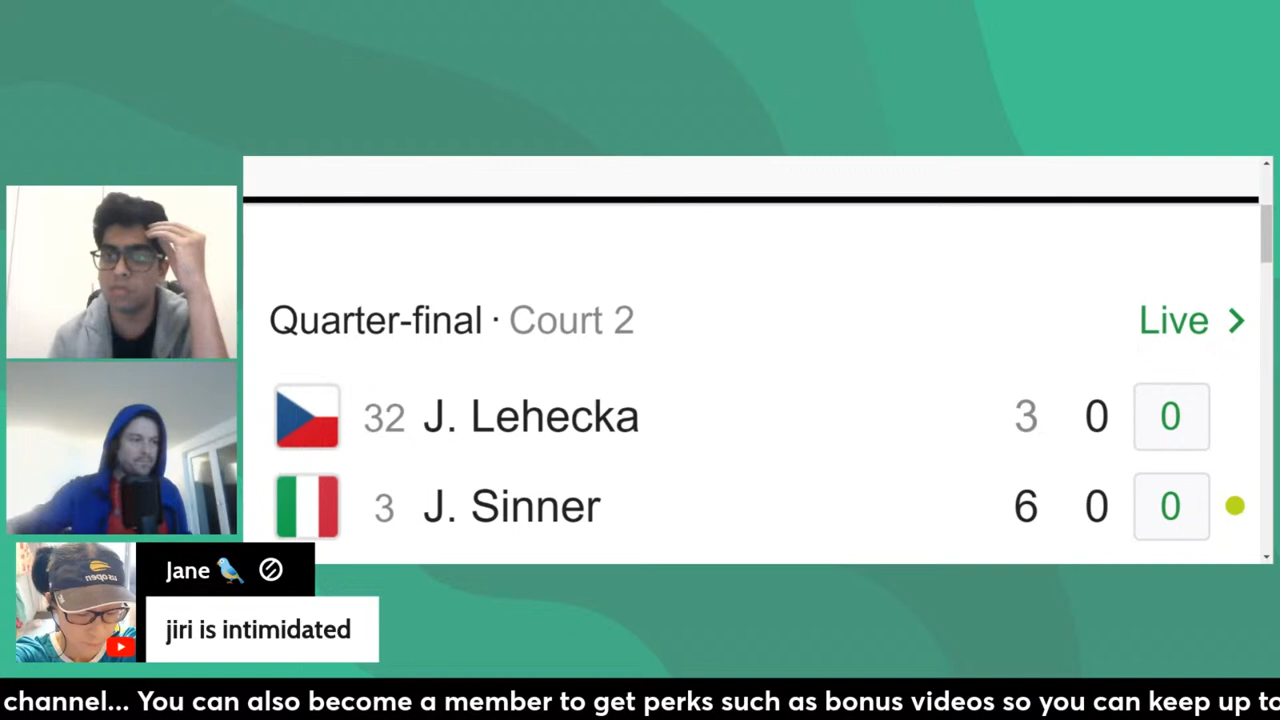 Quarter-final · Court 2
Live
32 J. Lehecka 3 0 0
3 J. Sinner 6 0 0
Jane
jiri is intimidated
channel... You can also become a member to get perks such as bonus videos so you can keep up to